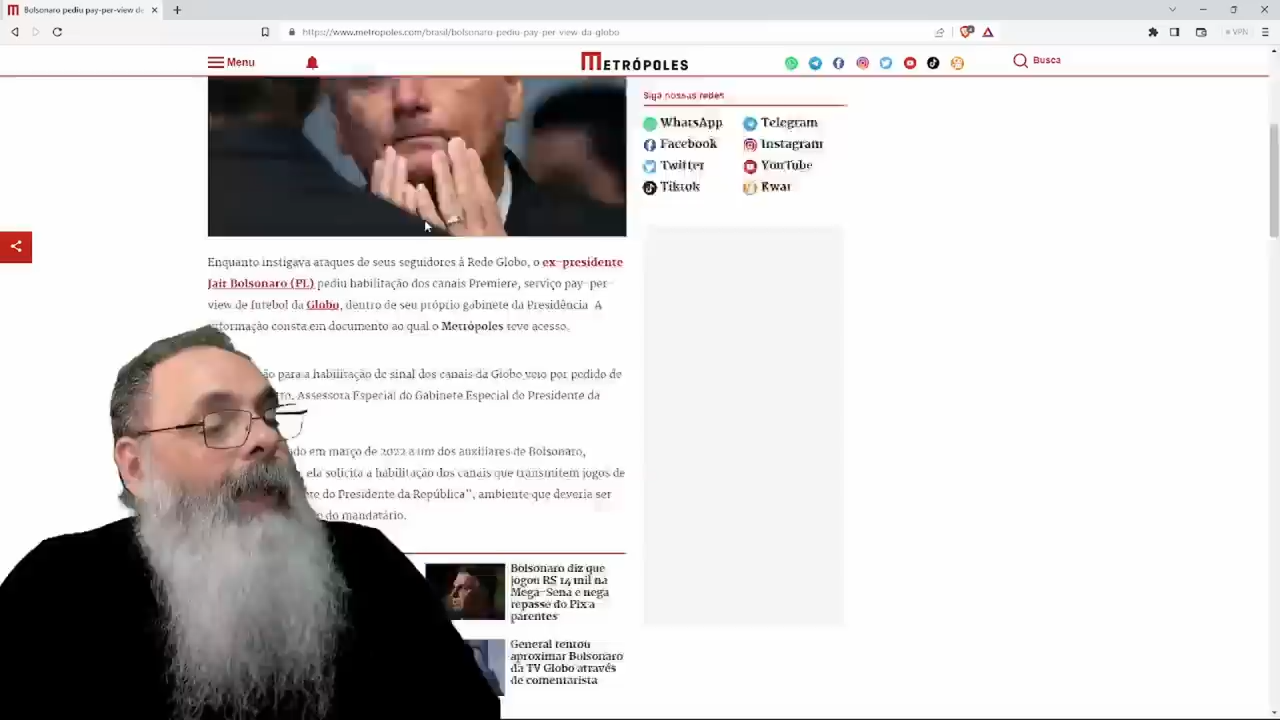 Bolsonaro pediu pay-per-view de
https://www.metropoles.com/brasil/bolsonaro-pediu-pay-per-view-da-globo
VPN
Menu
METRÓPOLES
Busca
Siga nossas redes
WhatsApp
Telegram
Facebook
Instagram
Twitter
YouTube
Tiktok
Kwai
Enquanto instigava ataques de seus seguidores à Rede Globo, o ex-presidente
Jair Bolsonaro (PL) pediu habilitação dos canais Premiere, serviço pay-per-
view de futebol da Globo, dentro de seu próprio gabinete da Presidência. A
informação consta em documento ao qual o Metrópoles teve acesso.
para a habilitação de sinal dos canais da Globo veio por pedido de
Assessora Especial do Gabinete Especial do Presidente da
em março de 2022 a um dos auxiliares de Bolsonaro,
ela solicita a habilitação dos canais que transmitem jogos de
do Presidente da República", ambiente que deveria ser
do mandatário.
Bolsonaro diz que
jogou R$ 14 mil na
Mega-Sena e nega
repasse do Pix a
parentes
General tentou
aproximar Bolsonaro
da TV Globo através
de comentarista